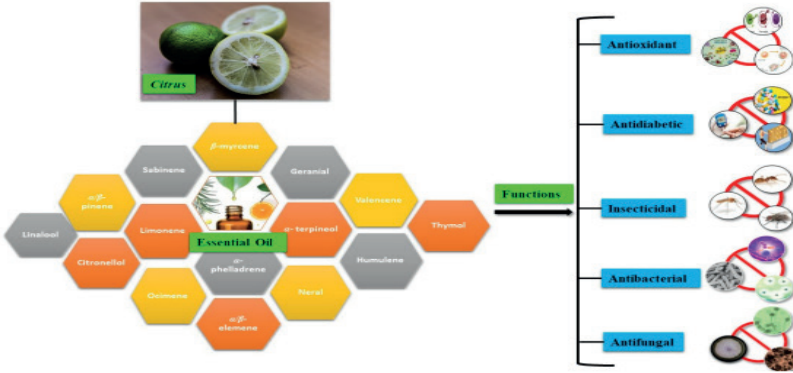 Citrus
β-myrcene
Sabinene
Geranial
α/β-
pinene
Valensene
Linalool
Limonene
Essential Oil
α- terpineol
Thymol
Citronellol
α-
phelladrene
Humulene
Ocimene
Neral
α/β-
elemene
Functions
Antioxidant
Antidiabetic
Insecticidal
Antibacterial
Antifungal